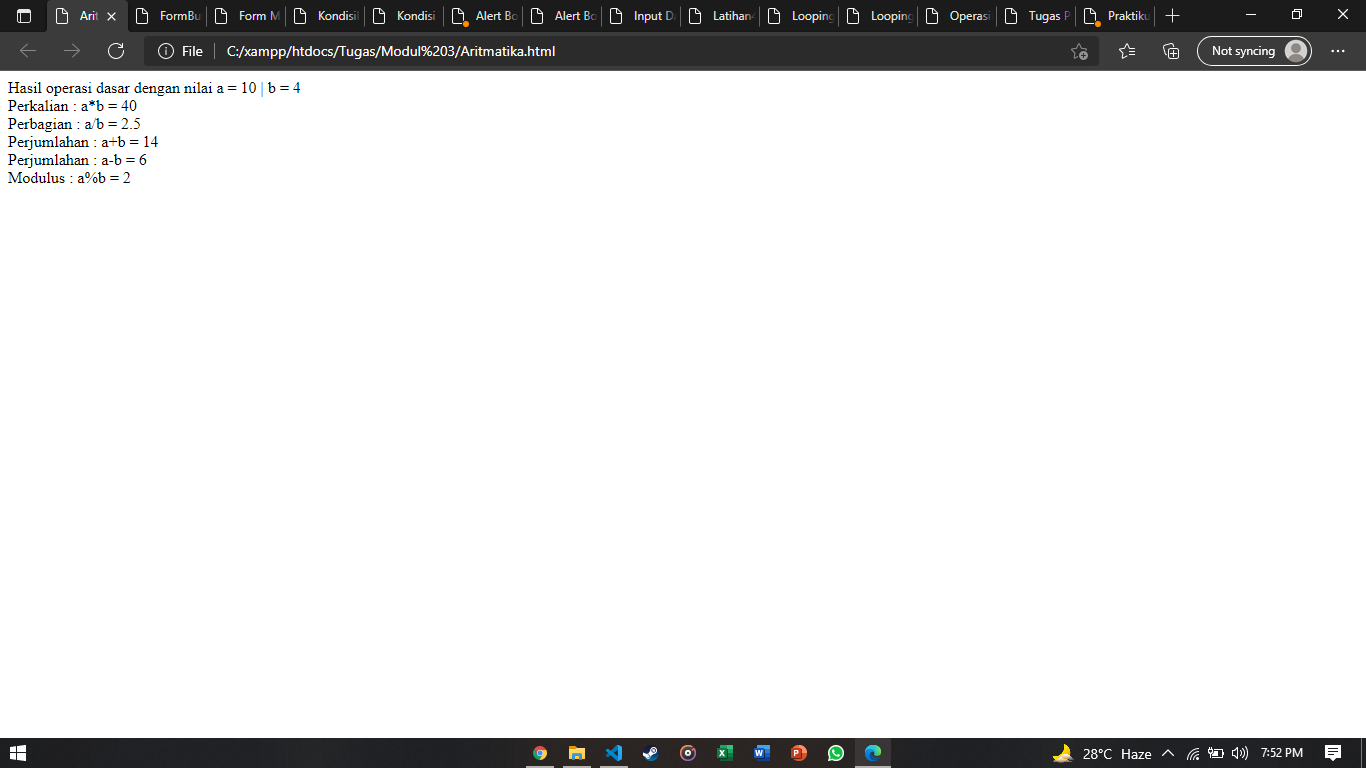 Arit
FormBu
Form M
Kondisi
Kondisi
Alert Bo
Alert Bo
Input D
Latihan
Looping
Looping
Operasi
Tugas P
Praktiku
File
C:/xampp/htdocs/Tugas/Modul%203/Aritmatika.html
Not syncing
Hasil operasi dasar dengan nilai a = 10 | b = 4
Perkalian : a*b = 40
Perbagian : a/b = 2.5
Perjumlahan : a+b = 14
Perjumlahan : a-b = 6
Modulus : a%b = 2
28°C Haze
7:52 PM